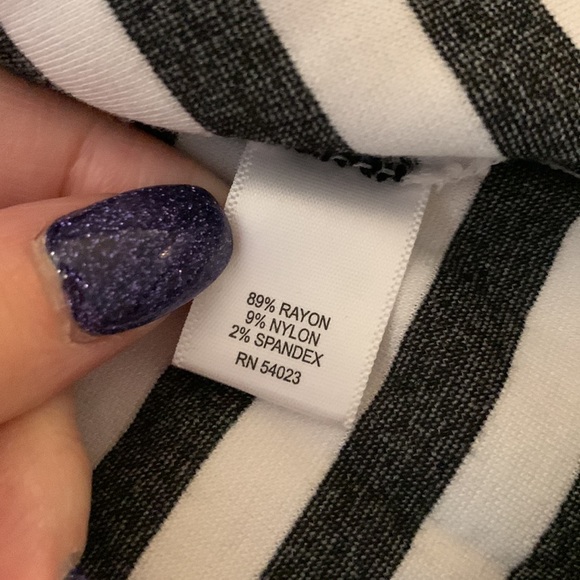 89% RAYON
9% NYLON
2% SPANDEX
RN 54023